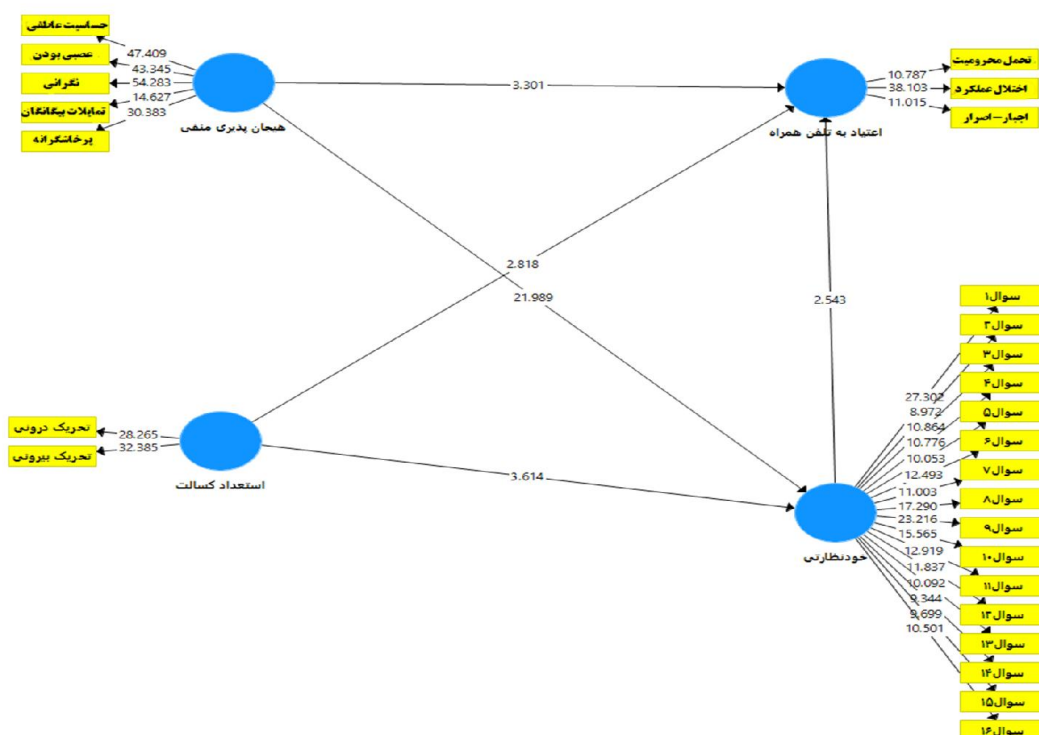 حساسیت عاطفی
عصبی بودن
نگرانی
تمایلات بیگانگان
پرخاشگرانه
47.409
43.345
54.283
14.627
30.383
هیجان پذیری منفی
3.301
تحمل محرومیت
اختلال عملکرد
اجبار-اصرار
10.787
38.103
11.015
اعتیاد به تلفن همراه
2.818
21.989
2.543
تحریک درونی
تحریک بیرونی
28.265
32.385
استعداد کسالت
3.614
خودنظارتی
27.302
8.972
10.864
10.776
10.053
12.493
11.003
17.290
23.216
15.565
12.919
11.837
10.092
9.344
9.699
10.501
سوال۱
سوال۲
سوال۳
سوال۴
سوال۵
سوال۶
سوال۷
سوال۸
سوال۹
سوال۱۰
سوال۱۱
سوال۱۲
سوال۱۳
سوال۱۴
سوال۱۵
سوال۱۶